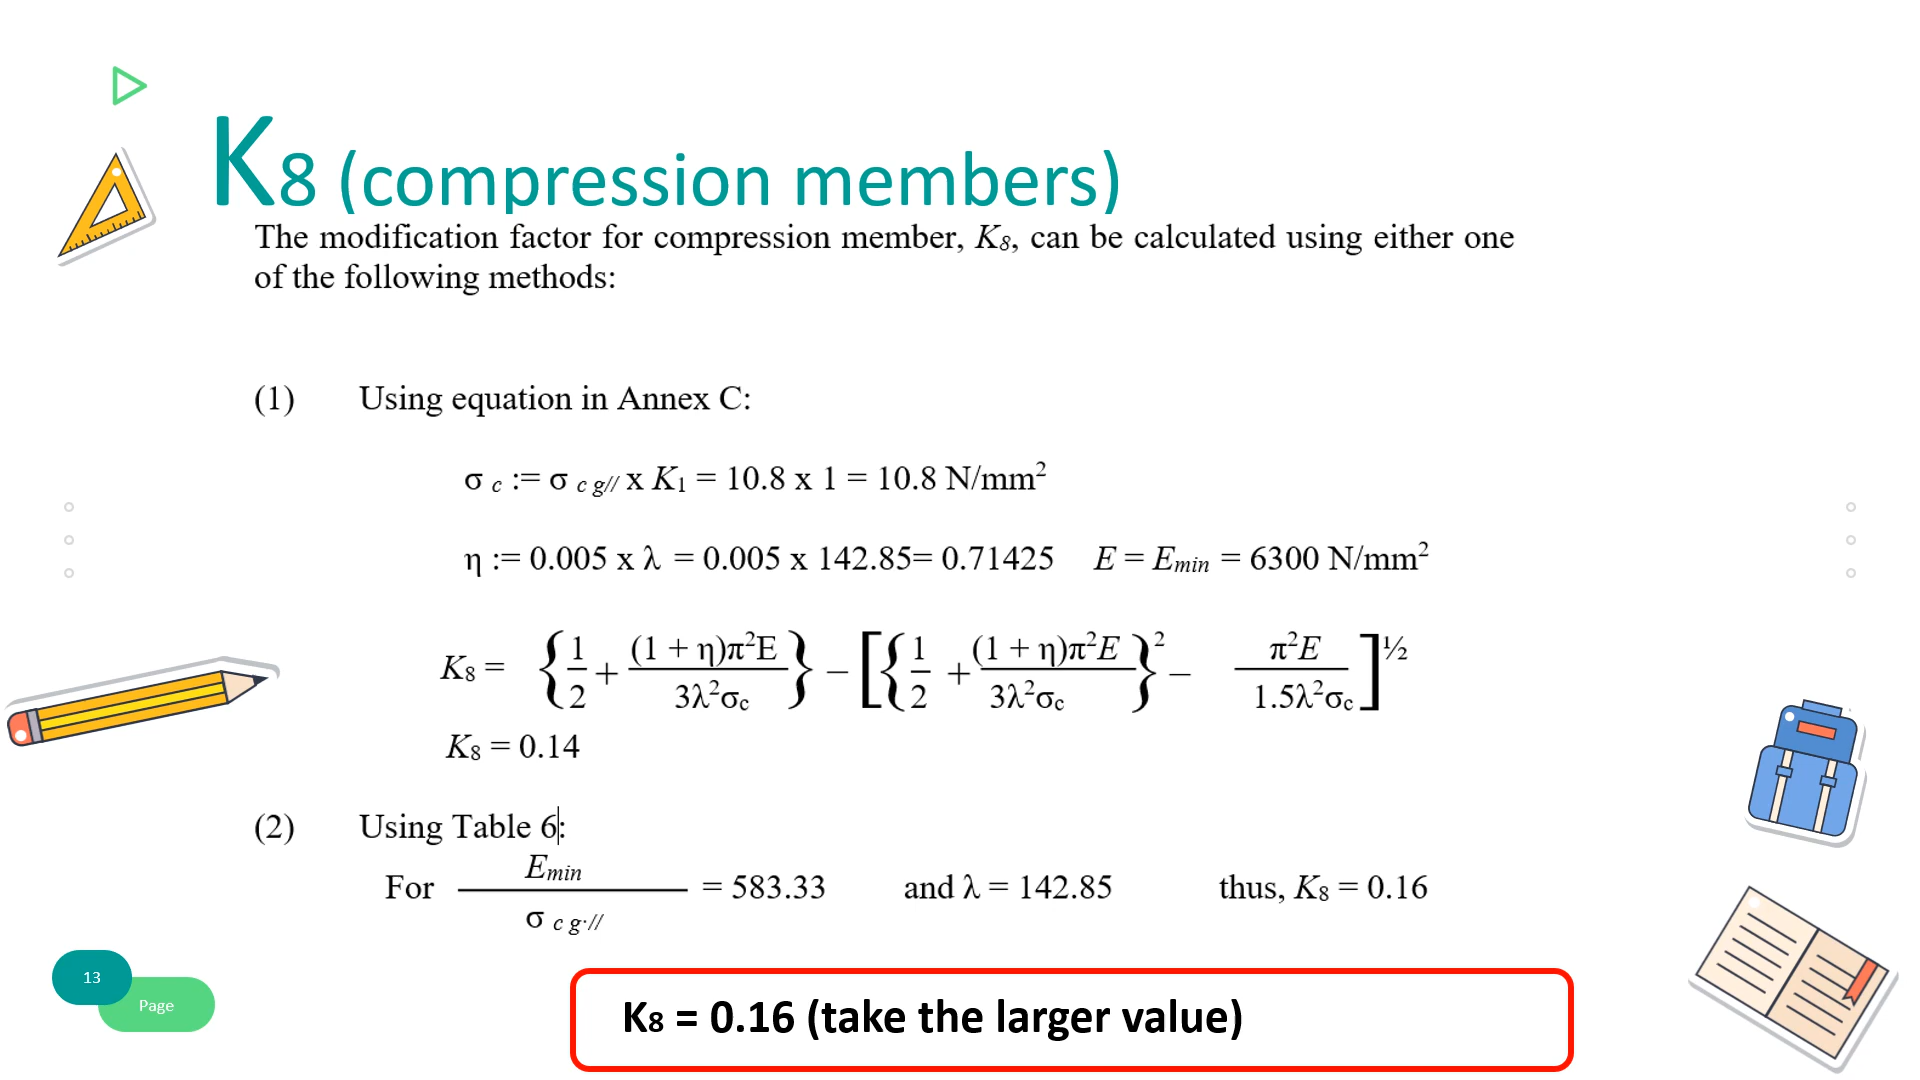 K8 (compression members)
The modification factor for compression member, K8, can be calculated using either one
of the following methods:
(1) Using equation in Annex C:
σ c := σ c g// x K1 = 10.8 x 1 = 10.8 N/mm²
η := 0.005 x λ = 0.005 x 142.85= 0.71425 E = Emin = 6300 N/mm²
K8 = {1/2 + (1 + η)π²E / 3λ²σc} – [{1/2 + (1 + η)π²E / 3λ²σc}² – π²E / 1.5λ²σc]^½
K8 = 0.14
(2) Using Table 6:
For Emin / σ c g·// = 583.33 and λ = 142.85 thus, K8 = 0.16
K8 = 0.16 (take the larger value)
13
Page